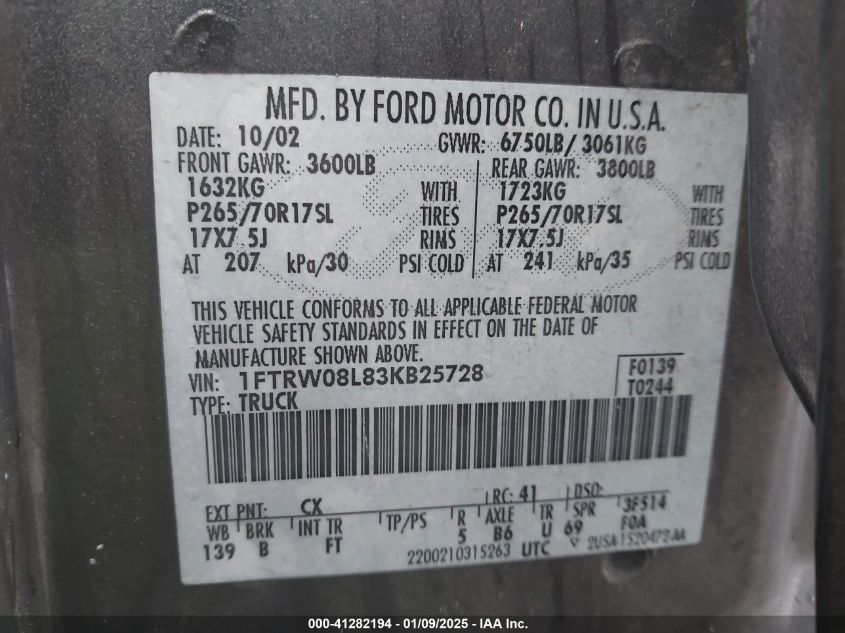 MFD. BY FORD MOTOR CO. IN U.S.A.
DATE: 10/02 GVWR: 6750LB/ 3061KG
FRONT GAWR: 3600LB REAR GAWR: 3800LB
1632KG WITH 1723KG WITH
P265/70R17SL TIRES P265/70R17SL TIRES
17X7.5J RIMS 17X7.5J RIMS
AT 207 kPa/30 PSI COLD AT 241 kPa/35 PSI COLD
THIS VEHICLE CONFORMS TO ALL APPLICABLE FEDERAL MOTOR
VEHICLE SAFETY STANDARDS IN EFFECT ON THE DATE OF
MANUFACTURE SHOWN ABOVE.
VIN: 1FTRW08L83KB25728 F0139
TYPE: TRUCK T0244
EXT PNT: CX RC: 41 DSO:
WB BRK INT TR TP/PS R AXLE TR SPR 3F514
139 B FT 5 B6 U 69 FOA
2200210315263 UTC ▽ 2USA-1520472-AA
000-41282194 | 01/09/2025 | IAA Inc.